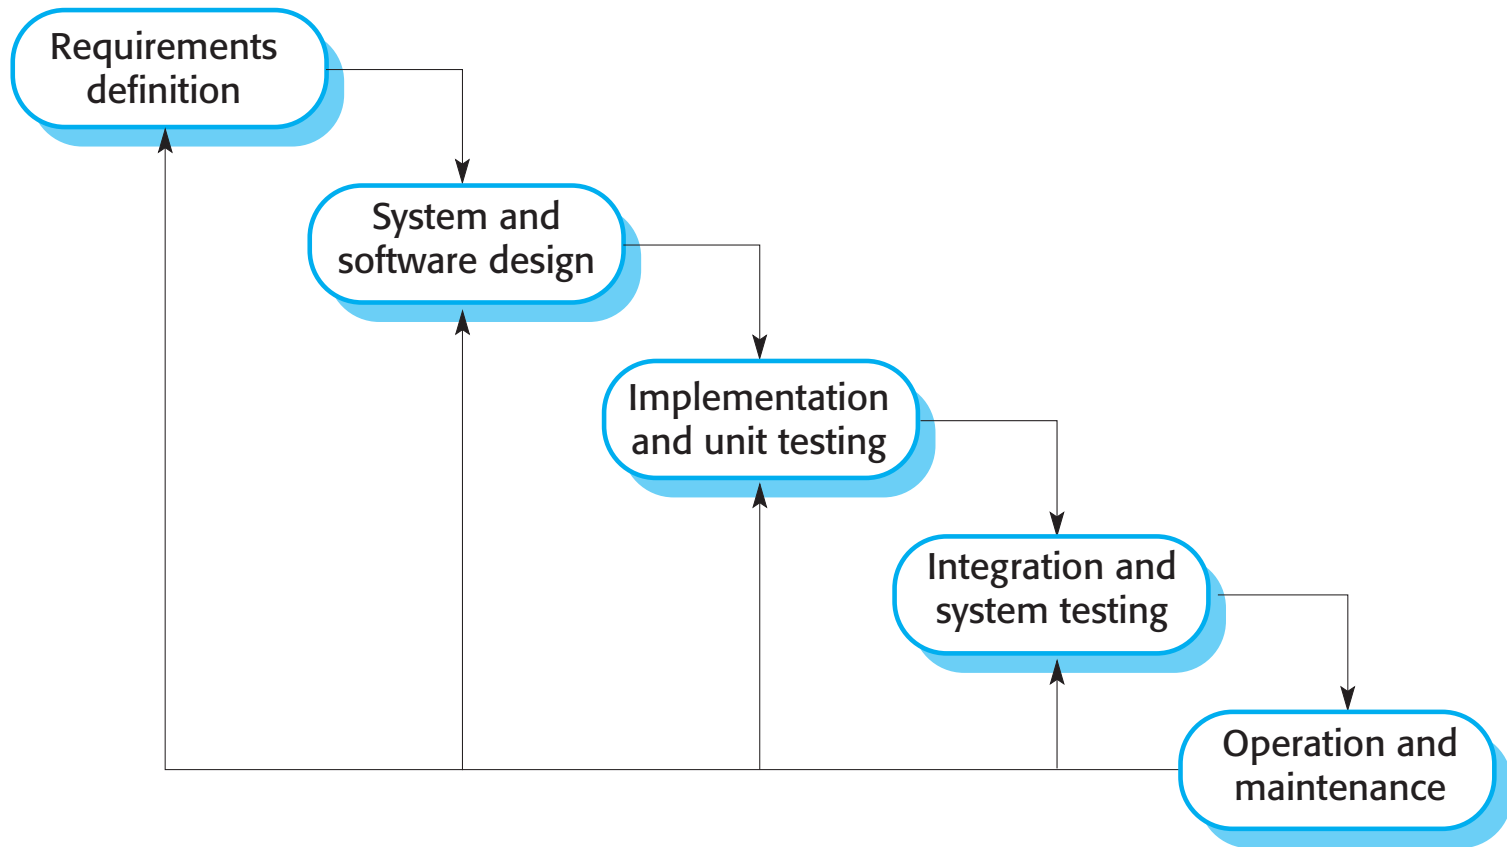 Requirements
definition
System and
software design
Implementation
and unit testing
Integration and
system testing
Operation and
maintenance